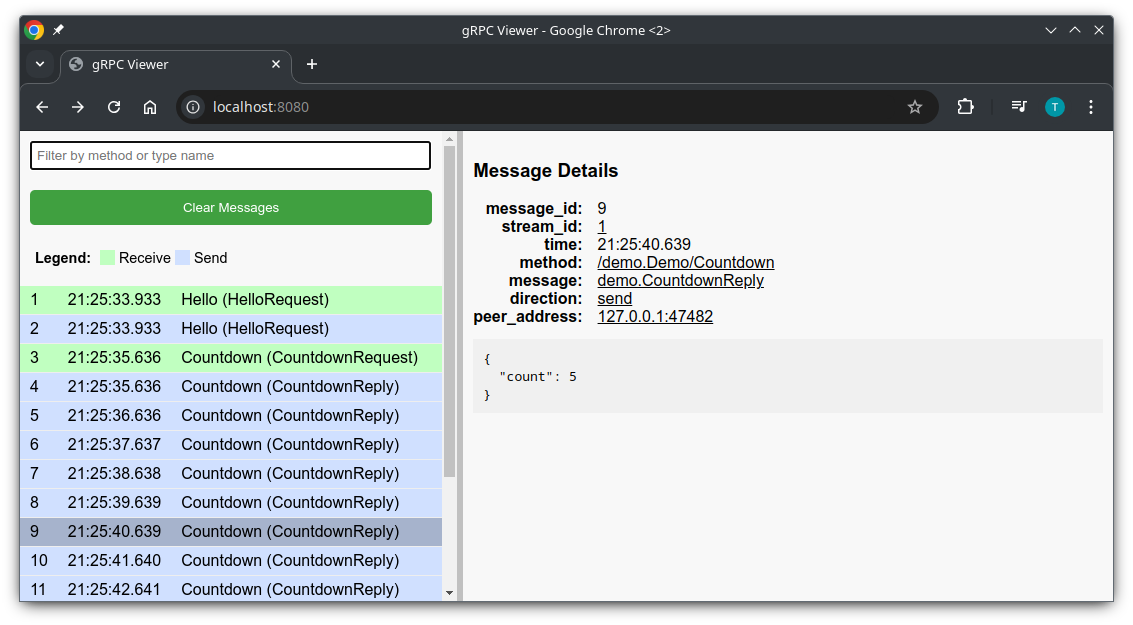 gRPC Viewer - Google Chrome <2>
gRPC Viewer
localhost:8080
T
Filter by method or type name
Clear Messages
Legend: Receive Send
1 21:25:33.933 Hello (HelloRequest)
2 21:25:33.933 Hello (HelloRequest)
3 21:25:35.636 Countdown (CountdownRequest)
4 21:25:35.636 Countdown (CountdownReply)
5 21:25:36.636 Countdown (CountdownReply)
6 21:25:37.637 Countdown (CountdownReply)
7 21:25:38.638 Countdown (CountdownReply)
8 21:25:39.639 Countdown (CountdownReply)
9 21:25:40.639 Countdown (CountdownReply)
10 21:25:41.640 Countdown (CountdownReply)
11 21:25:42.641 Countdown (CountdownReply)
Message Details
message_id: 9
stream_id: 1
time: 21:25:40.639
method: /demo.Demo/Countdown
message: demo.CountdownReply
direction: send
peer_address: 127.0.0.1:47482
{
  "count": 5
}